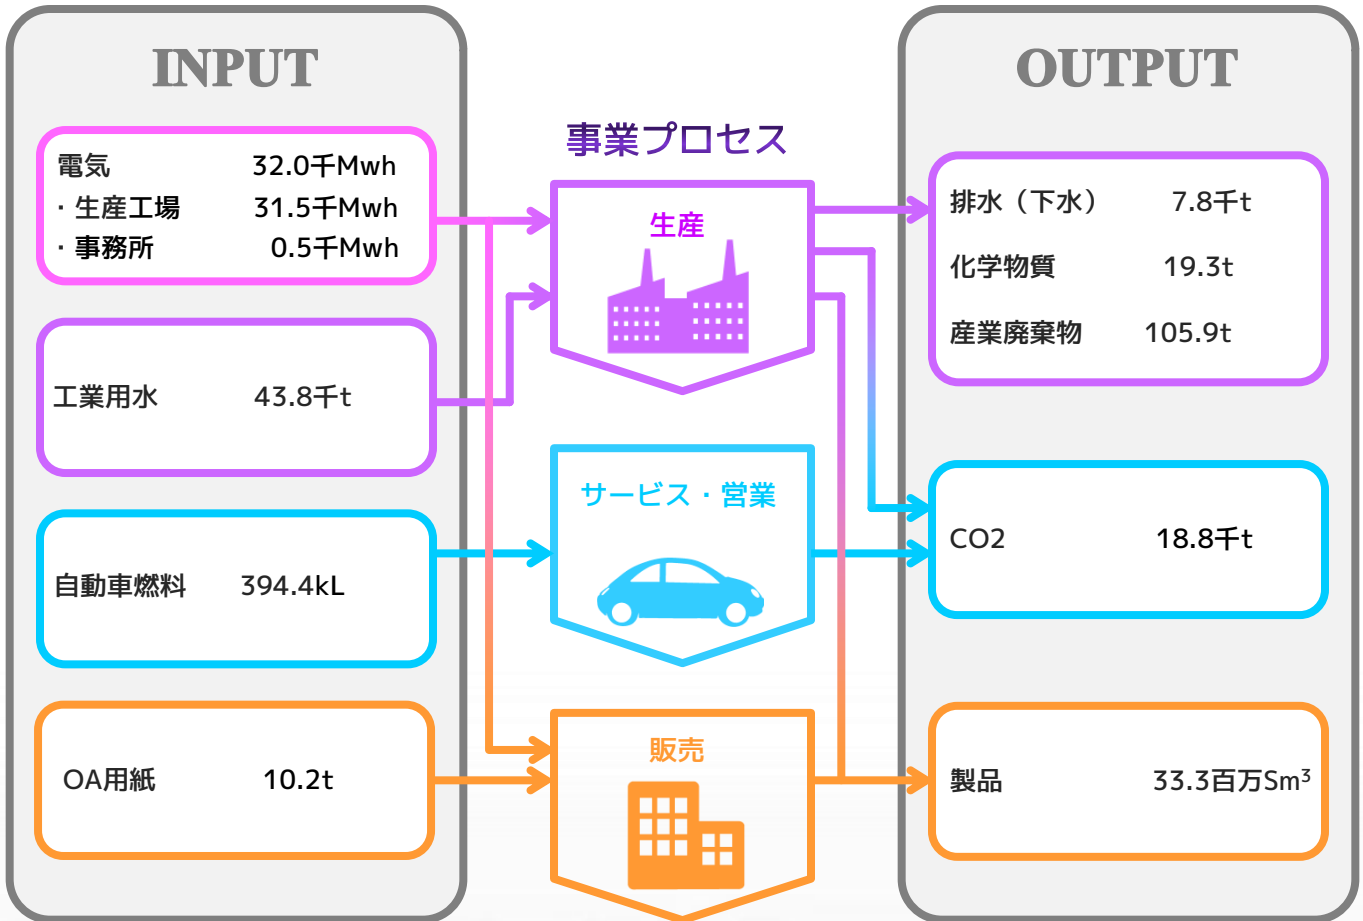 INPUT
電気 32.0千Mwh
・生産工場 31.5千Mwh
・事務所 0.5千Mwh
工業用水 43.8千t
自動車燃料 394.4kL
OA用紙 10.2t
事業プロセス
生産
サービス・営業
販売
OUTPUT
排水（下水） 7.8千t
化学物質 19.3t
産業廃棄物 105.9t
CO2 18.8千t
製品 33.3百万Sm³